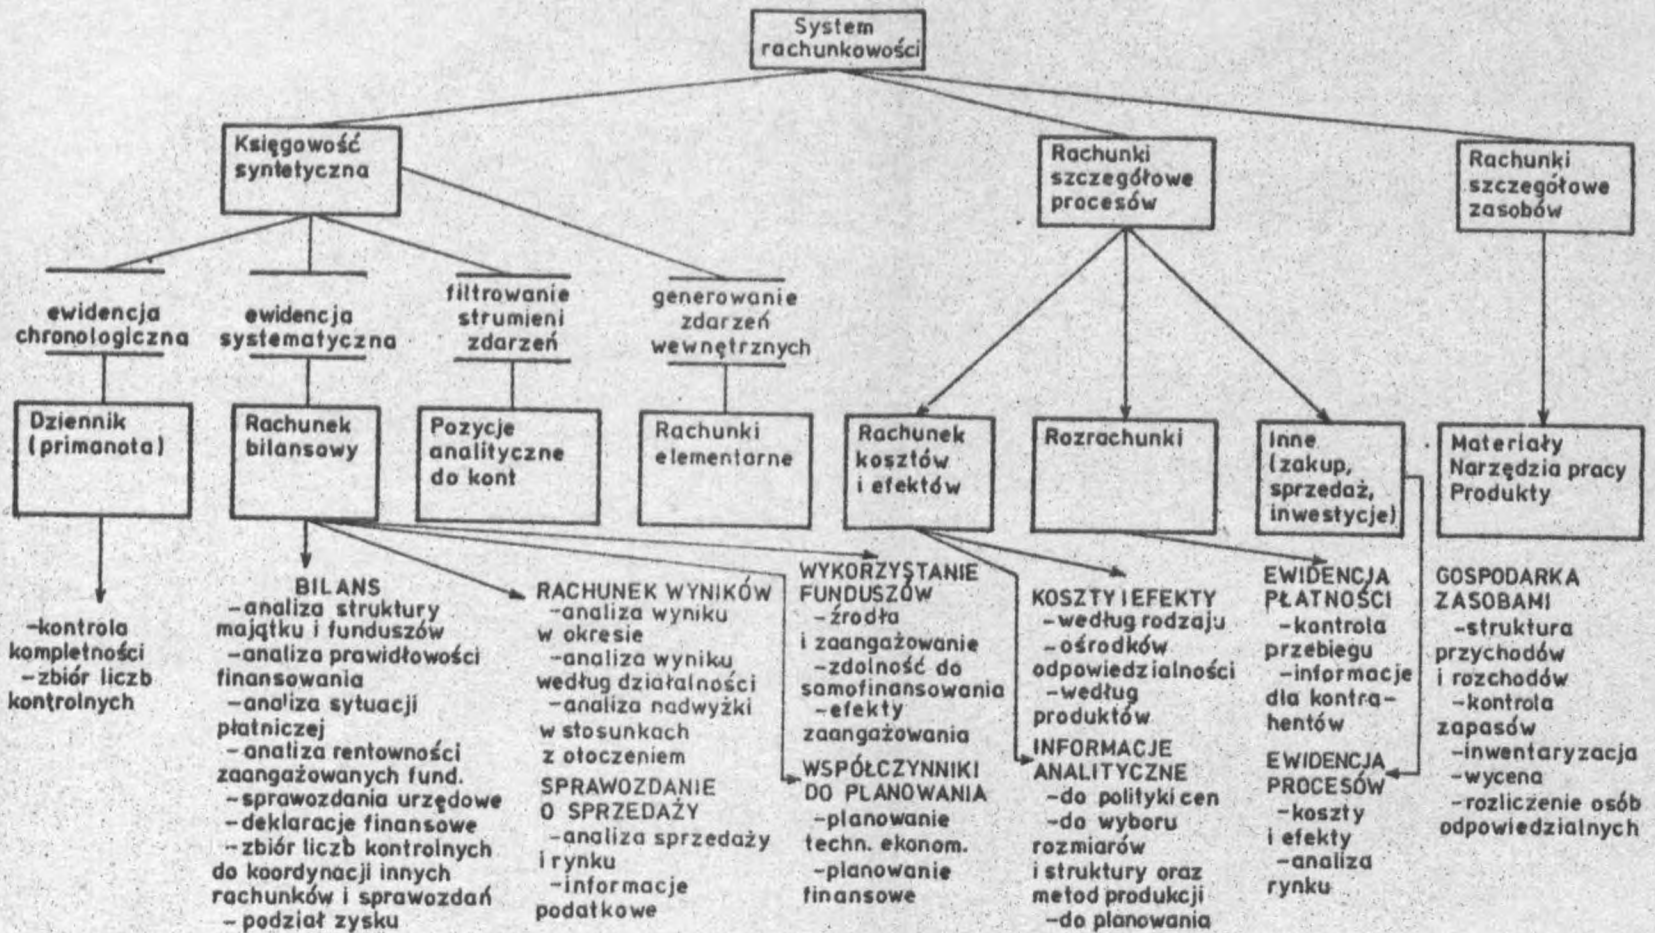 System
rachunkowości
Księgowość
syntetyczna
Rachunki
szczegółowe
procesów
Rachunki
szczegółowe
zasobów
ewidencja
chronologiczna
ewidencja
systematyczna
filtrowanie
strumieni
zdarzeń
generowanie
zdarzeń
wewnętrznych
Dziennik
(primanota)
Rachunek
bilansowy
Pozycje
analityczne
do kont
Rachunki
elementarne
Rachunek
kosztów
i efektów
Rozrachunki
Inne
(zakup,
sprzedaż,
inwestycje)
Materiały
Narzędzia pracy
Produkty
-kontrola
kompletności
-zbiór liczb
kontrolnych
BILANS
-analiza struktury
majątku i funduszów
-analiza prawidłowości
finansowania
-analiza sytuacji
płatniczej
-analiza rentowności
zaangażowanych fund.
-sprawozdania urzędowe
-deklaracje finansowe
-zbiór liczb kontrolnych
do koordynacji innych
rachunków i sprawozdań
- podział zysku
RACHUNEK WYNIKÓW
-analiza wyniku
w okresie
-analiza wyniku
według działalności
-analiza nadwyżki
w stosunkach
z otoczeniem
SPRAWOZDANIE
O SPRZEDAŻY
-analiza sprzedaży
i rynku
-informacje
podatkowe
WYKORZYSTANIE
FUNDUSZÓW
-źrodła
i zaangażowanie
-zdolność do
samofinansowania
-efekty
zaangażowania
WSPÓŁCZYNNIKI
DO PLANOWANIA
-planowanie
techn. ekonom.
-planowanie
finansowe
KOSZTY I EFEKTY
-według rodzaju
-ośrodków
odpowiedzialności
-według
produktów
INFORMACJE
ANALITYCZNE
-do polityki cen
-do wyboru
rozmiarów
i struktury oraz
metod produkcji
-do planowania
EWIDENCJA
PŁATNOŚCI
-kontrola
przebiegu
-informacje
dla kontra-
hentów
EWIDENCJA
PROCESÓW
-koszty
i efekty
-analiza
rynku
GOSPODARKA
ZASOBAMI
-struktura
przychodów
i rozchodów
-kontrola
zapasów
-inwentaryzacja
-wycena
-rozliczenie osób
odpowiedzialnych